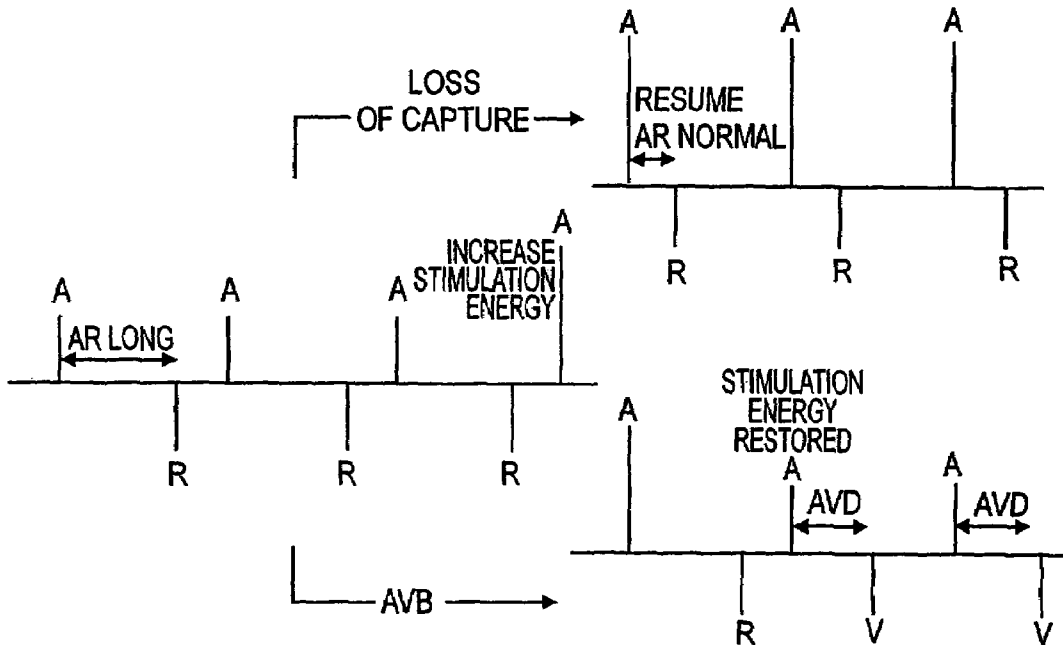 A
A
A
LOSS
OF CAPTURE
RESUME
AR NORMAL
R
R
R
A
A
A
A
AR LONG
INCREASE
STIMULATION
ENERGY
R
R
R
A
STIMULATION
ENERGY
RESTORED
A
A
AVD
AVD
AVB
R
V
V